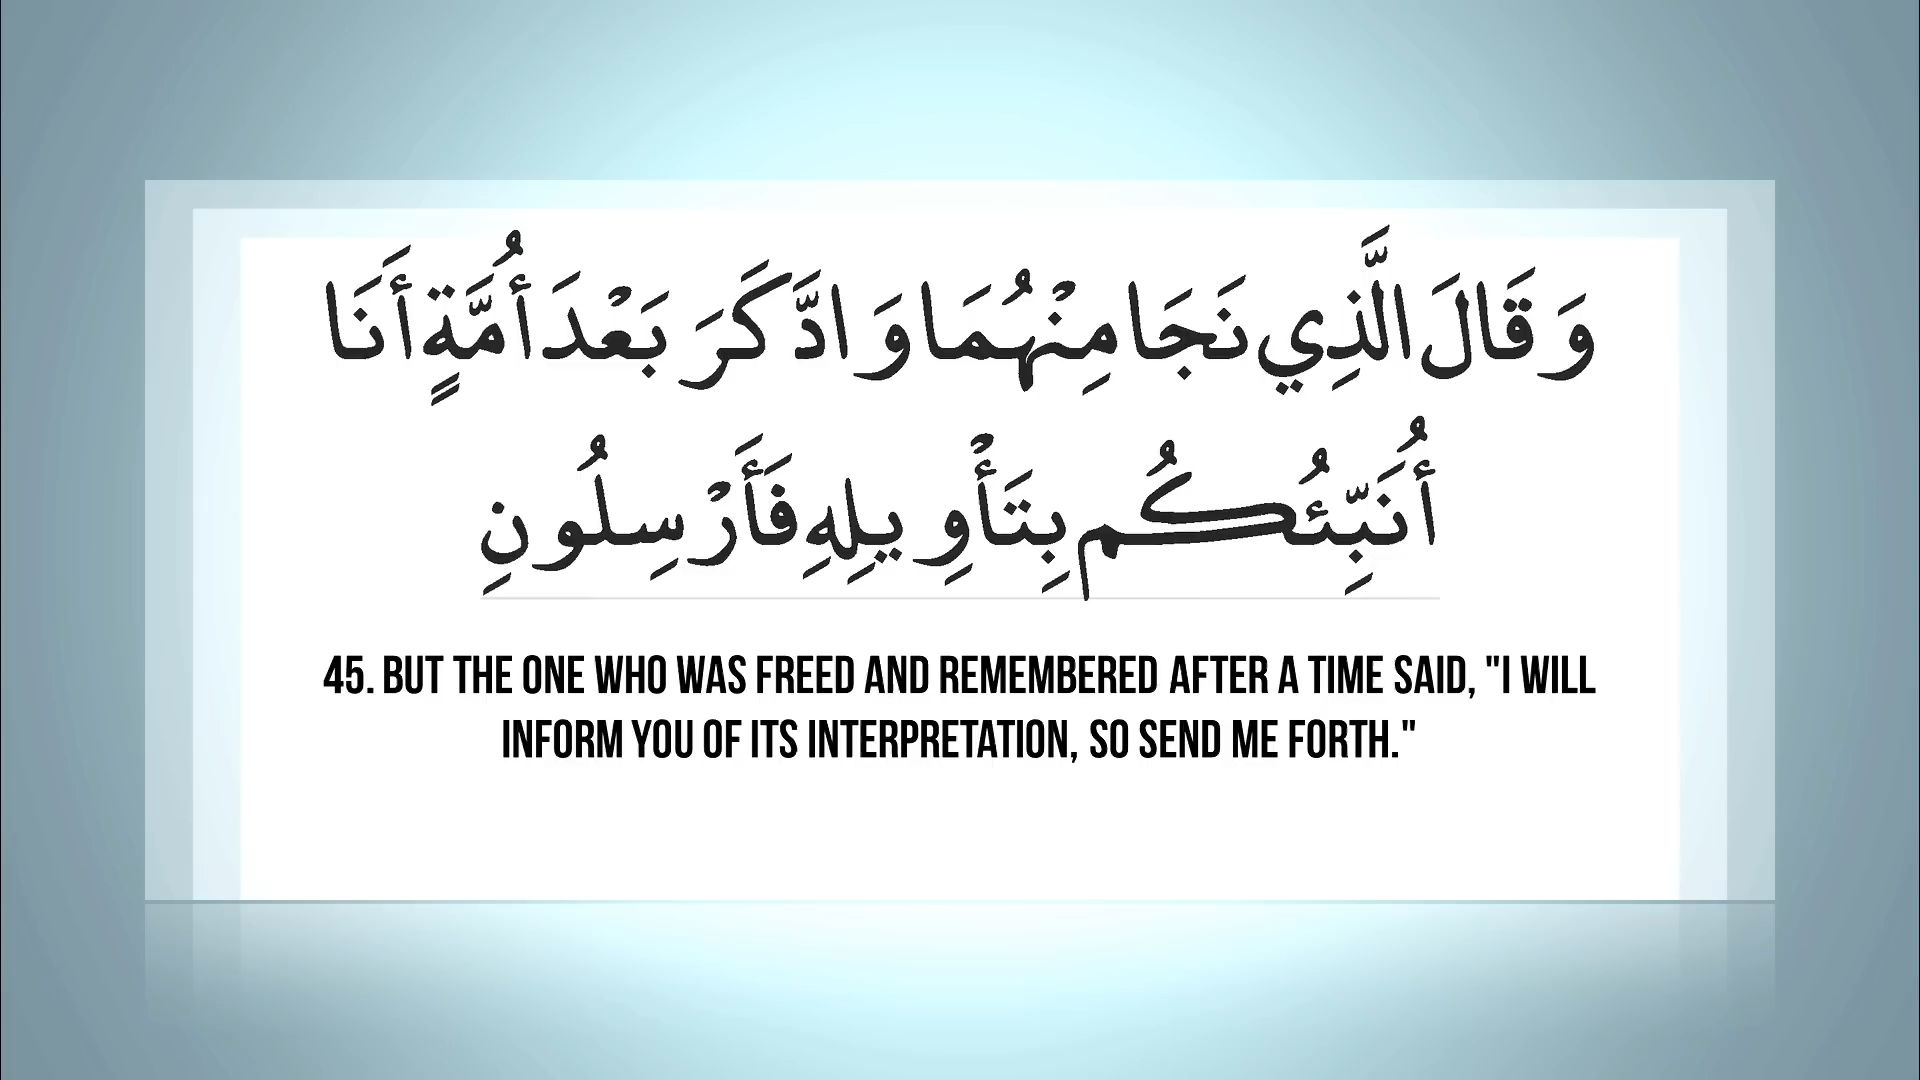 وَقَالَ الَّذِي نَجَا مِنْهُمَا وَادَّكَرَ بَعْدَ أُمَّةٍ أَنَا
أُنَبِّئُكُم بِتَأْوِيلِهِ فَأَرْسِلُونِ
45. BUT THE ONE WHO WAS FREED AND REMEMBERED AFTER A TIME SAID, "I WILL
INFORM YOU OF ITS INTERPRETATION, SO SEND ME FORTH."